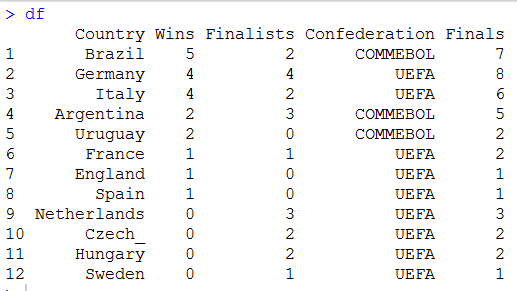 > df
Country Wins Finalists Confederation Finals
1 Brazil 5 2 COMMEBOL 7
2 Germany 4 4 UEFA 8
3 Italy 4 2 UEFA 6
4 Argentina 2 3 COMMEBOL 5
5 Uruguay 2 0 COMMEBOL 2
6 France 1 1 UEFA 2
7 England 1 0 UEFA 1
8 Spain 1 0 UEFA 1
9 Netherlands 0 3 UEFA 3
10 Czech_ 0 2 UEFA 2
11 Hungary 0 2 UEFA 2
12 Sweden 0 1 UEFA 1